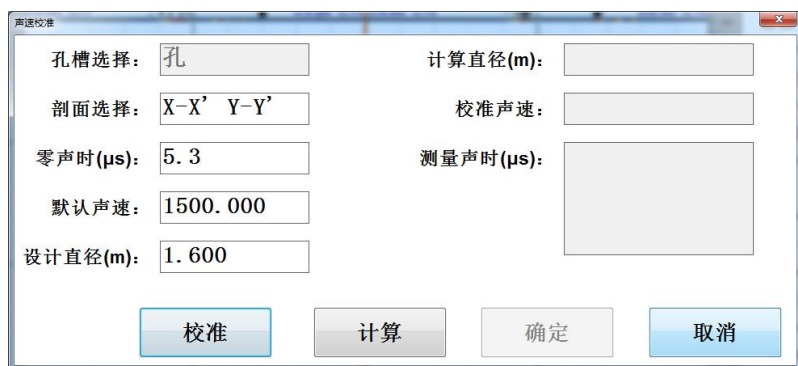 声速校准
孔槽选择： 孔 计算直径(m)：
剖面选择： X-X’ Y-Y’ 校准声速：
零声时(μs)： 5.3 测量声时(μs)：
默认声速： 1500.000
设计直径(m)： 1.600
校准 计算 确定 取消